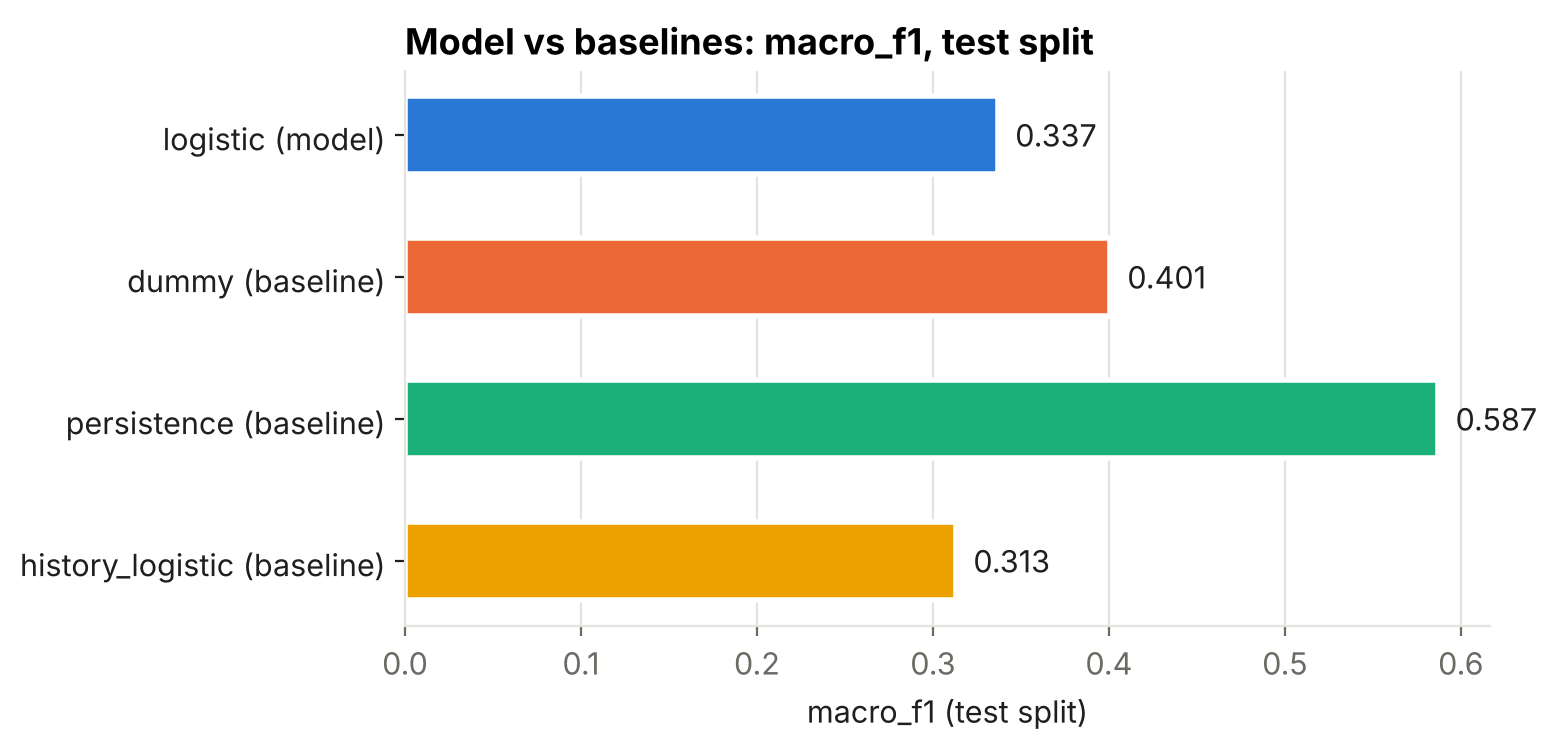 Model vs baselines: macro_f1, test split
logistic (model)
0.337
dummy (baseline)
0.401
persistence (baseline)
0.587
history_logistic (baseline)
0.313
0.0 0.1 0.2 0.3 0.4 0.5 0.6
macro_f1 (test split)